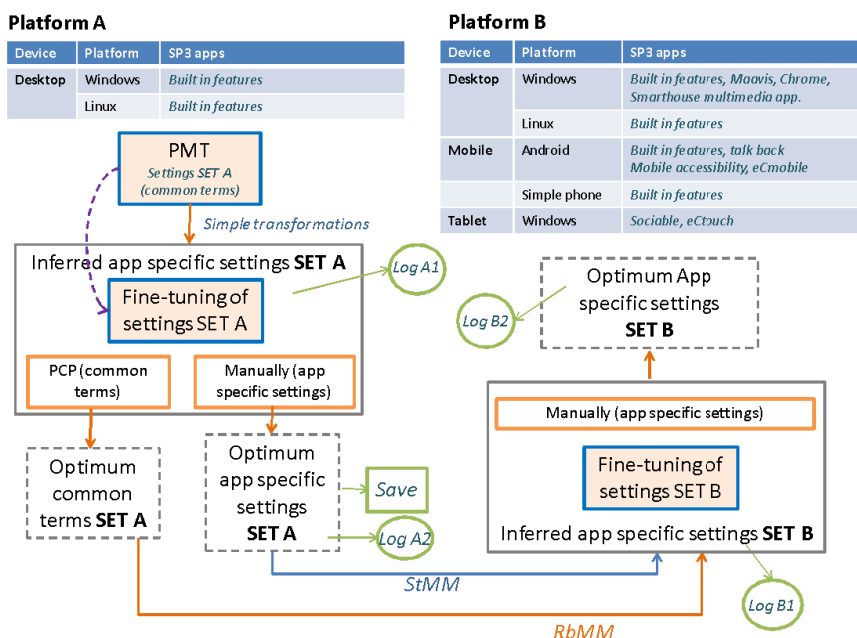 Platform A
Device Platform SP3 apps
Desktop Windows Built in features
Linux Built in features
PMT
Settings SET A
(common terms)
Simple transformations
Inferred app specific settings SET A
Log A1
Fine-tuning of
settings SET A
PCP (common
terms)
Manually (app
specific settings)
Optimum
common
terms SET A
Optimum
app specific
settings
SET A
Save
Log A2
StMM
RbMM
Platform B
Device Platform SP3 apps
Desktop Windows Built in features, Maavis, Chrome,
Smarthouse multimedia app.
Linux Built in features
Mobile Android Built in features, talk back
Mobile accessibility, eCmobile
Simple phone Built in features
Tablet Windows Sociable, eCtouch
Optimum App
specific settings
SET B
Log B2
Manually (app specific settings)
Fine-tuning of
settings SET B
Inferred app specific settings SET B
Log B1